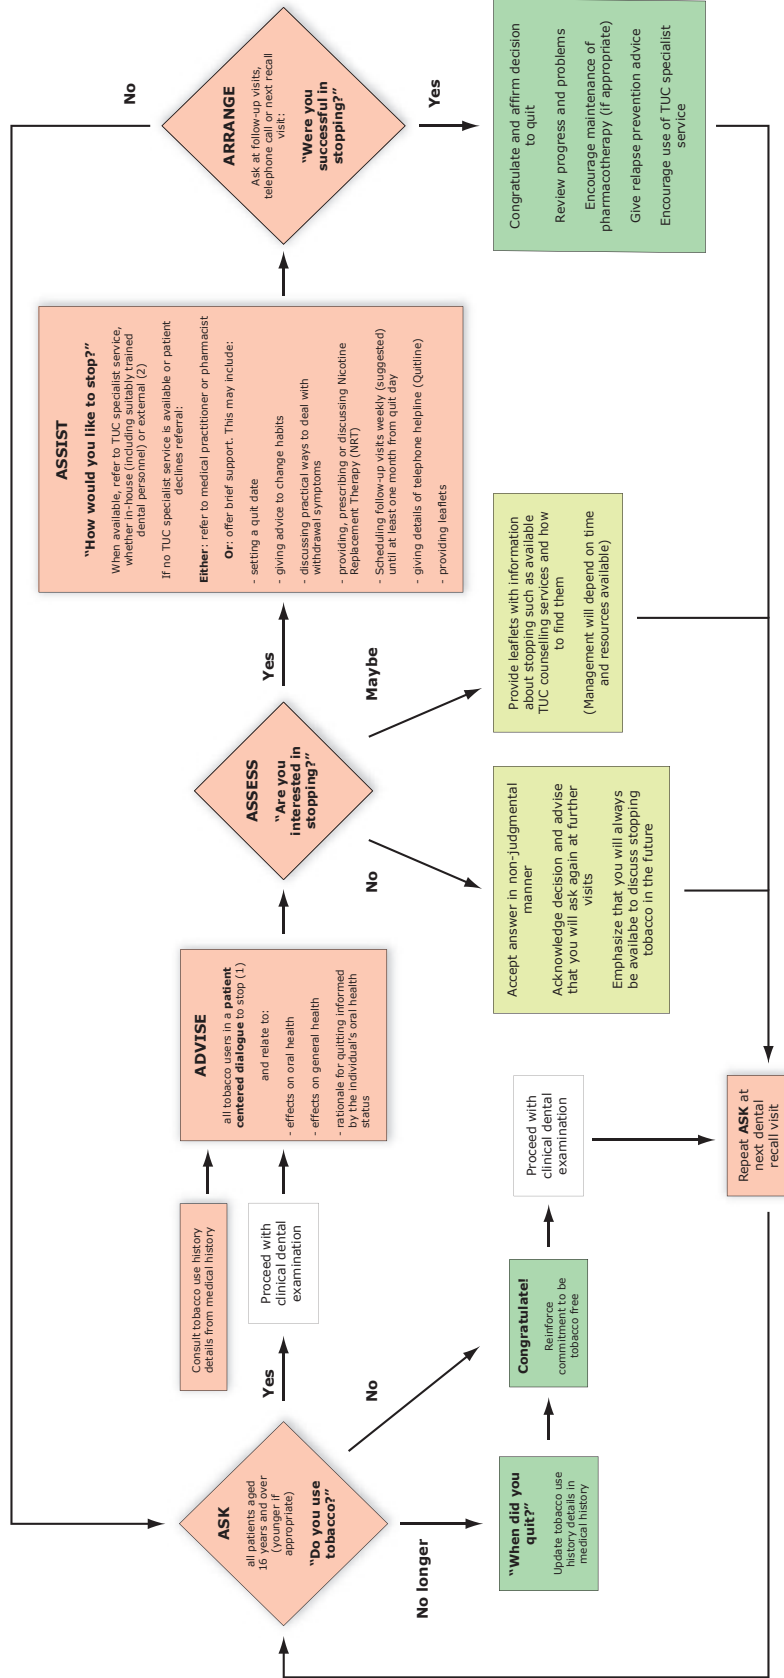 ASK
all patients aged
16 years and over
(younger if
appropriate)
“Do you use
tobacco?”
Yes
No
No longer
Consult tobacco use history
details from medical history
Proceed with
clinical dental
examination
“When did you
quit?”
Update tobacco use
history details in
medical history
Congratulate!
Reinforce
commitment to be
tobacco free
Proceed with
clinical dental
examination
Repeat ASK at
next dental
recall visit
ADVISE
all tobacco users in a patient
centered dialogue to stop (1)
and relate to:
- effects on oral health
- effects on general health
- rationale for quitting informed
by the individual’s oral health
status
ASSESS
“Are you
interested in
stopping?”
Yes
No
Maybe
Accept answer in non-judgmental
manner
Acknowledge decision and advise
that you will ask again at further
visits
Emphasize that you will always
be availabe to discuss stopping
tobacco in the future
Provide leaflets with information
about stopping such as available
TUC counselling services and how
to find them
(Management will depend on time
and resources available)
ASSIST
“How would you like to stop?”
When available, refer to TUC specialist service,
whether in-house (including suitably trained
dental personnel) or external (2)
If no TUC specialist service is available or patient
declines referral:
Either: refer to medical practitioner or pharmacist
Or: offer brief support. This may include:
- setting a quit date
- giving advice to change habits
- discussing practical ways to deal with
withdrawal symptoms
- providing, prescribing or discussing Nicotine
Replacement Therapy (NRT)
- Scheduling follow-up visits weekly (suggested)
until at least one month from quit day
- giving details of telephone helpline (Quitline)
- providing leaflets
ARRANGE
Ask at follow-up visits,
telephone call or next recall
visit:
“Were you
successful in
stopping?”
No
Yes
Congratulate and affirm decision
to quit
Review progress and problems
Encourage maintenance of
pharmacotherapy (if appropriate)
Give relapse prevention advice
Encourage use of TUC specialist
service